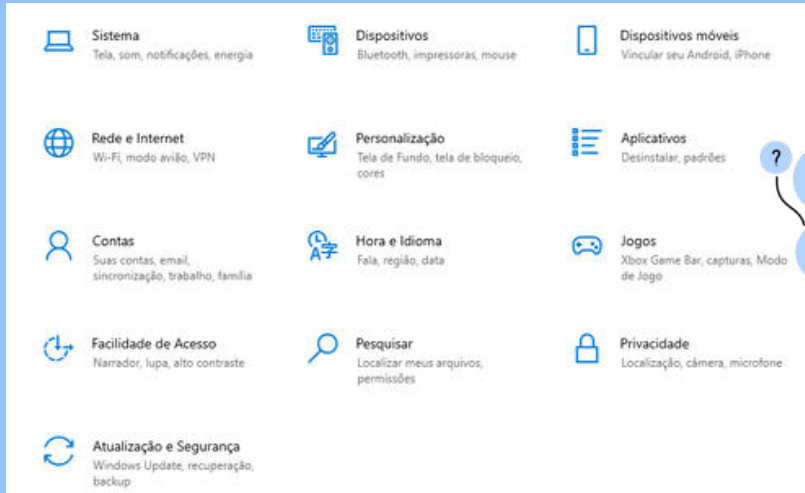 Sistema
Tela, som, notificações, energia
Dispositivos
Bluetooth, impressoras, mouse
Dispositivos móveis
Vincular seu Android, iPhone
Rede e Internet
Wi-Fi, modo avião, VPN
Personalização
Tela de Fundo, tela de bloqueio,
cores
Aplicativos
Desinstalar, padrões
?
Contas
Suas contas, email,
sincronização, trabalho, família
Hora e Idioma
Fala, região, data
Jogos
Xbox Game Bar, capturas, Modo
de Jogo
Facilidade de Acesso
Narrador, lupa, alto contraste
Pesquisar
Localizar meus arquivos,
permissões
Privacidade
Localização, câmera, microfone
Atualização e Segurança
Windows Update, recuperação,
backup